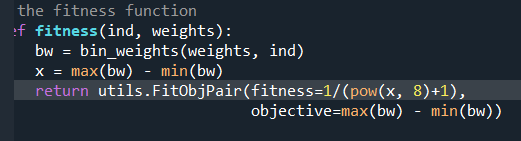 the fitness function
ef fitness(ind, weights):
bw = bin_weights(weights, ind)
x = max(bw) - min(bw)
return utils.FitObjPair(fitness=1/(pow(x, 8)+1),
objective=max(bw) - min(bw))